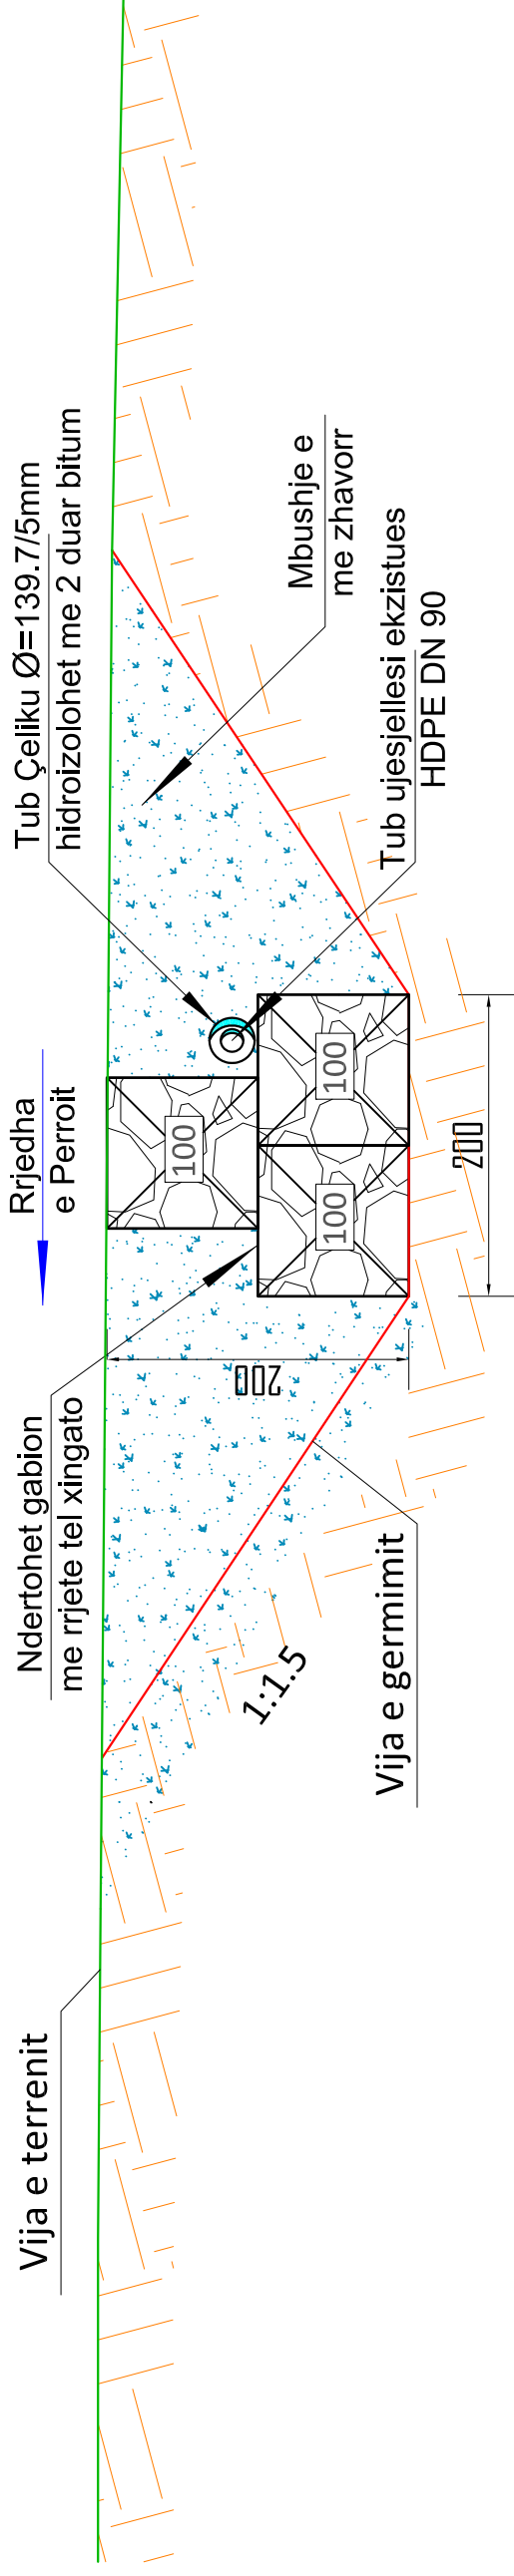 Vija e terrenit
Ndertohet gabion
me rrjete tel xingato
Rrjedha
e Perroit
Tub Çeliku Ø=139.7/5mm
hidroizolohet me 2 duar bitum
Mbushje e
me zhavorr
Tub ujesjellesi ekzistues
HDPE DN 90
Vija e germimit
1:1.5
200
100
100
100
200